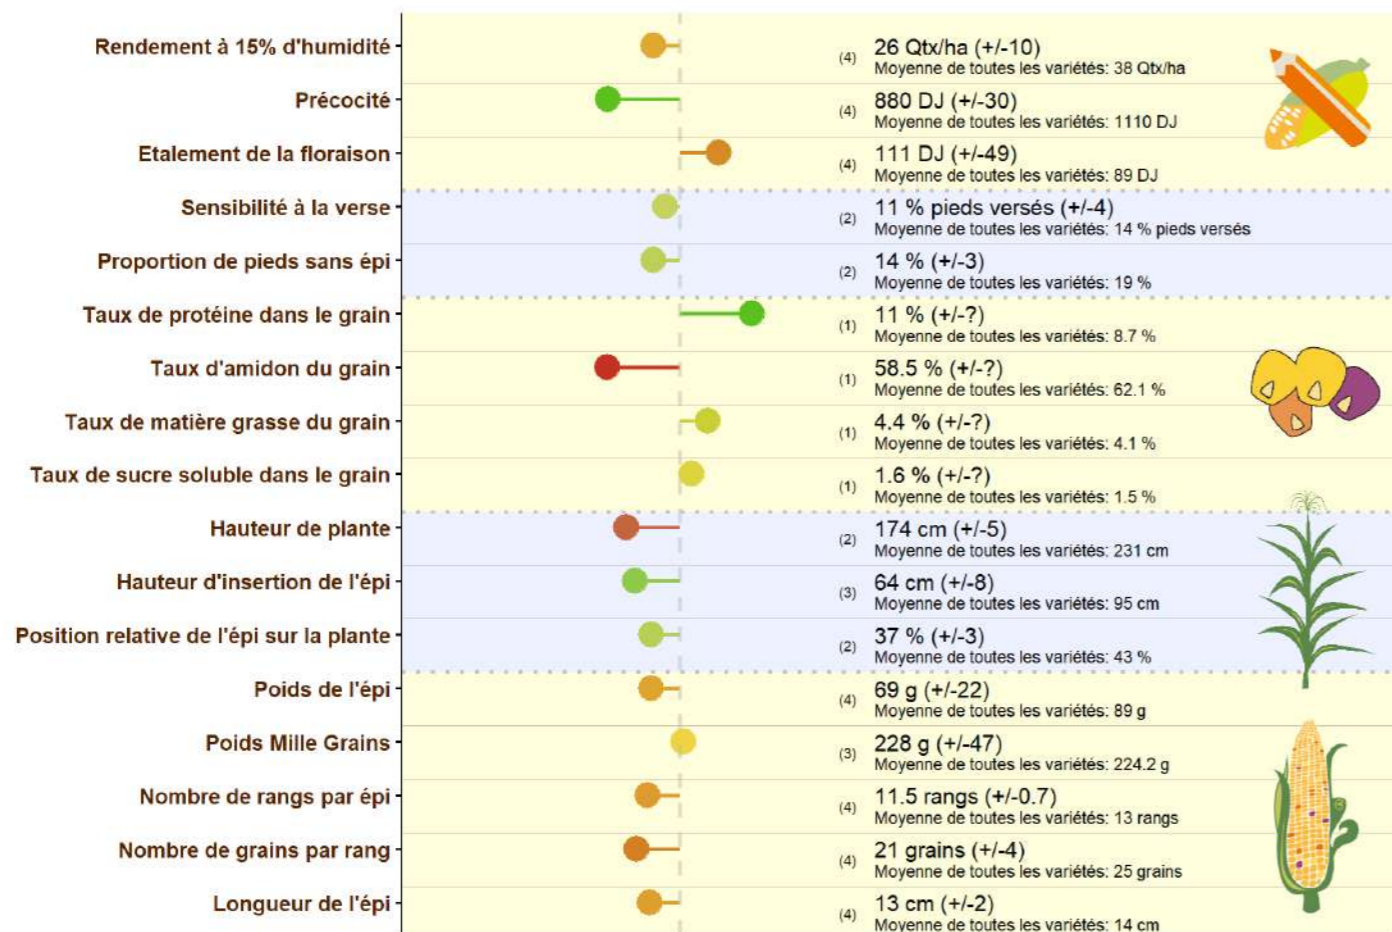 Rendement à 15% d'humidité
(4) 26 Qtx/ha (+/-10)
Moyenne de toutes les variétés: 38 Qtx/ha
Précocité
(4) 880 DJ (+/-30)
Moyenne de toutes les variétés: 1110 DJ
Etalement de la floraison
(4) 111 DJ (+/-49)
Moyenne de toutes les variétés: 89 DJ
Sensibilité à la verse
(2) 11 % pieds versés (+/-4)
Moyenne de toutes les variétés: 14 % pieds versés
Proportion de pieds sans épi
(2) 14 % (+/-3)
Moyenne de toutes les variétés: 19 %
Taux de protéine dans le grain
(1) 11 % (+/-?)
Moyenne de toutes les variétés: 8.7 %
Taux d'amidon du grain
(1) 58.5 % (+/-?)
Moyenne de toutes les variétés: 62.1 %
Taux de matière grasse du grain
(1) 4.4 % (+/-?)
Moyenne de toutes les variétés: 4.1 %
Taux de sucre soluble dans le grain
(1) 1.6 % (+/-?)
Moyenne de toutes les variétés: 1.5 %
Hauteur de plante
(2) 174 cm (+/-5)
Moyenne de toutes les variétés: 231 cm
Hauteur d'insertion de l'épi
(3) 64 cm (+/-8)
Moyenne de toutes les variétés: 95 cm
Position relative de l'épi sur la plante
(2) 37 % (+/-3)
Moyenne de toutes les variétés: 43 %
Poids de l'épi
(4) 69 g (+/-22)
Moyenne de toutes les variétés: 89 g
Poids Mille Grains
(3) 228 g (+/-47)
Moyenne de toutes les variétés: 224.2 g
Nombre de rangs par épi
(4) 11.5 rangs (+/-0.7)
Moyenne de toutes les variétés: 13 rangs
Nombre de grains par rang
(4) 21 grains (+/-4)
Moyenne de toutes les variétés: 25 grains
Longueur de l'épi
(4) 13 cm (+/-2)
Moyenne de toutes les variétés: 14 cm